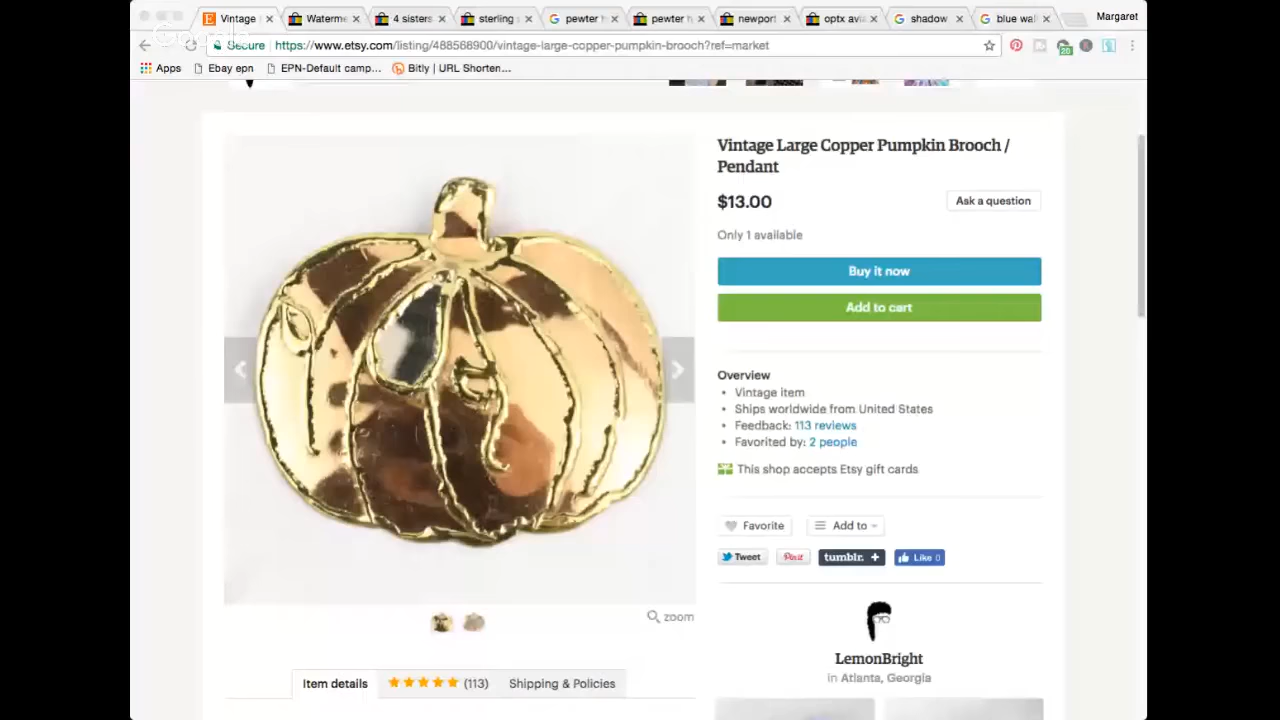 Vintage
Waterme
4 sisters
sterling
pewter
pewter
newport
optx avia
shadow
blue wal
Margaret
Secure
https://www.etsy.com/listing/488568900/vintage-large-copper-pumpkin-brooch?ref=market
20
Apps
Ebay epn
EPN-Default camp...
Bitly | URL Shorten...
Vintage Large Copper Pumpkin Brooch /
Pendant
$13.00
Ask a question
Only 1 available
Buy it now
Add to cart
Overview
• Vintage item
• Ships worldwide from United States
• Feedback: 113 reviews
• Favorited by: 2 people
This shop accepts Etsy gift cards
Favorite
Add to
Tweet
Pin it
tumblr. +
Like 0
zoom
LemonBright
in Atlanta, Georgia
Item details
(113)
Shipping & Policies